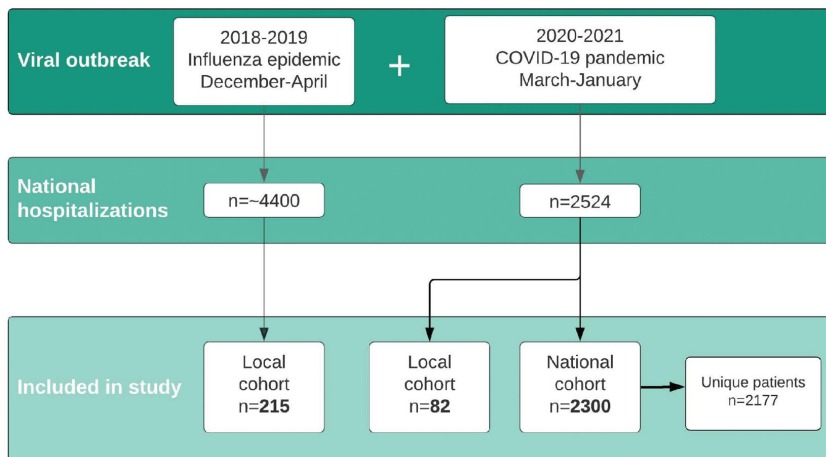 Viral outbreak
2018-2019
Influenza epidemic
December-April
+
2020-2021
COVID-19 pandemic
March-January
National
hospitalizations
n=~4400
n=2524
Included in study
Local
cohort
n=215
Local
cohort
n=82
National
cohort
n=2300
Unique patients
n=2177